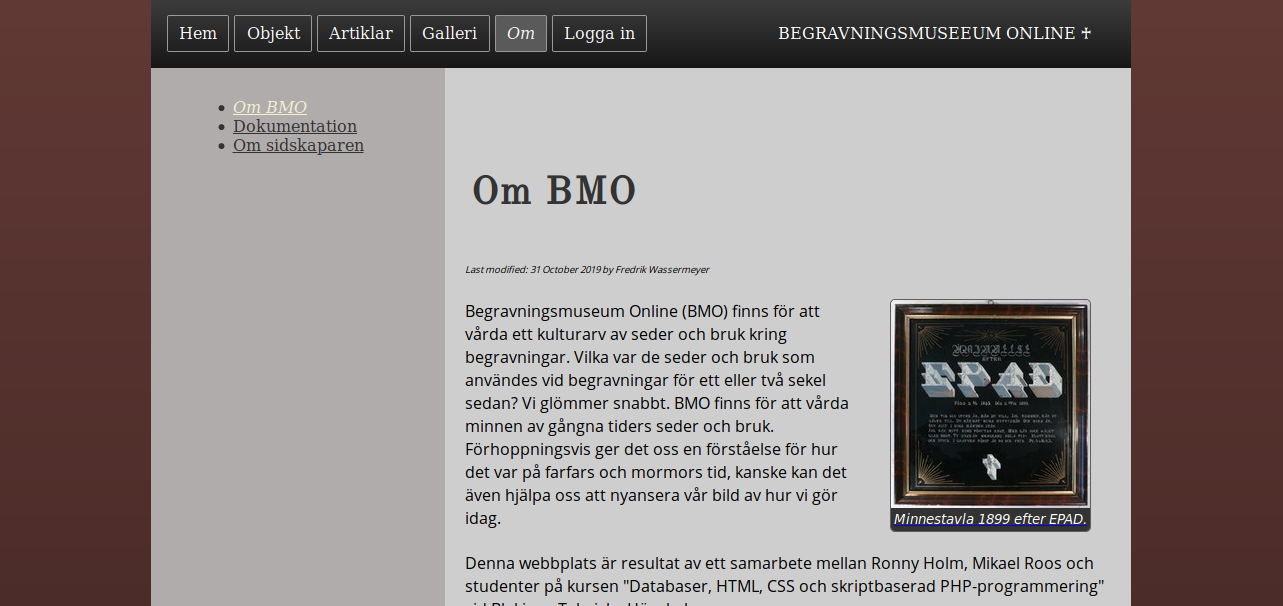 Hem Objekt Artiklar Galleri Om Logga in BEGRAVNINGSMUSEEUM ONLINE ♰
Om BMO
Dokumentation
Om sidskaparen
Om BMO
Last modified: 31 October 2019 by Fredrik Wassermeyer
Begravningsmuseum Online (BMO) finns för att
vårda ett kulturarv av seder och bruk kring
begravningar. Vilka var de seder och bruk som
användes vid begravningar för ett eller två sekel
sedan? Vi glömmer snabbt. BMO finns för att vårda
minnen av gångna tiders seder och bruk.
Förhoppningsvis ger det oss en förståelse för hur
det var på farfars och mormors tid, kanske kan det
även hjälpa oss att nyansera vår bild av hur vi gör
idag.
EFTER
EPAD
Minnestavla 1899 efter EPAD.
Denna webbplats är resultat av ett samarbete mellan Ronny Holm, Mikael Roos och
studenter på kursen "Databaser, HTML, CSS och skriptbaserad PHP-programmering"